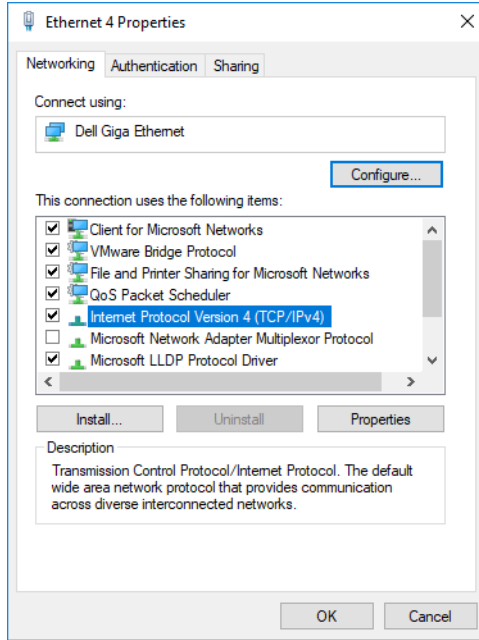 Ethernet 4 Properties
Networking Authentication Sharing
Connect using:
Dell Giga Ethernet
Configure...
This connection uses the following items:
Client for Microsoft Networks
VMware Bridge Protocol
File and Printer Sharing for Microsoft Networks
QoS Packet Scheduler
Internet Protocol Version 4 (TCP/IPv4)
Microsoft Network Adapter Multiplexor Protocol
Microsoft LLDP Protocol Driver
Install... Uninstall Properties
Description
Transmission Control Protocol/Internet Protocol. The default
wide area network protocol that provides communication
across diverse interconnected networks.
OK Cancel